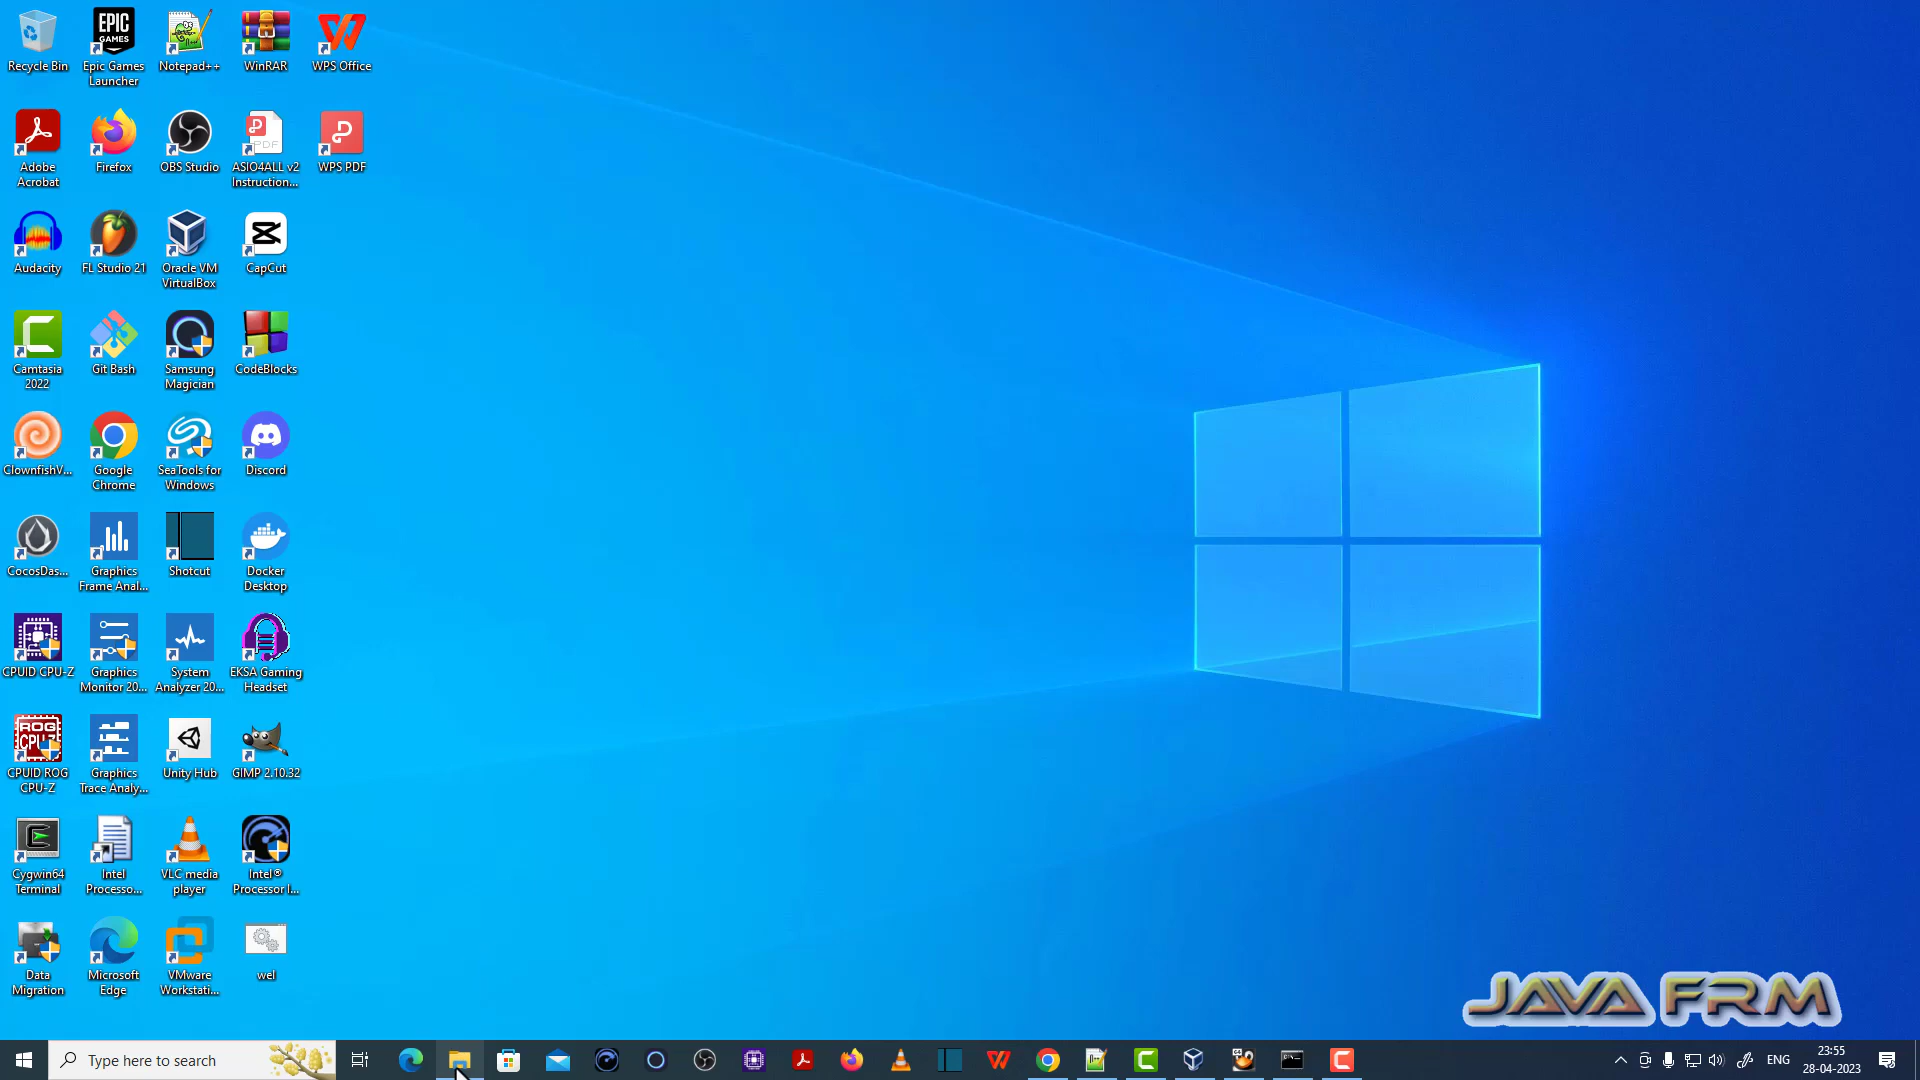 Recycle Bin
Epic Games
Launcher
Notepad++
WinRAR
WPS Office
Adobe
Acrobat
Firefox
OBS Studio
ASIO4ALL v2
Instruction...
WPS PDF
Audacity
FL Studio 21
Oracle VM
VirtualBox
CapCut
Camtasia
2022
Git Bash
Samsung
Magician
CodeBlocks
ClownfishV...
Google
Chrome
SeaTools for
Windows
Discord
CocosDas...
Graphics
Frame Anal...
Shotcut
Docker
Desktop
CPUID CPU-Z
Graphics
Monitor 20...
System
Analyzer 20...
EKSA Gaming
Headset
CPUID ROG
CPU-Z
Graphics
Trace Analy...
Unity Hub
GIMP 2.10.32
Cygwin64
Terminal
Intel
Processo...
VLC media
player
Intel®
Processor I...
Data
Migration
Microsoft
Edge
VMware
Workstati...
wel
JAVA FRM
Type here to search
ENG
23:55
28-04-2023